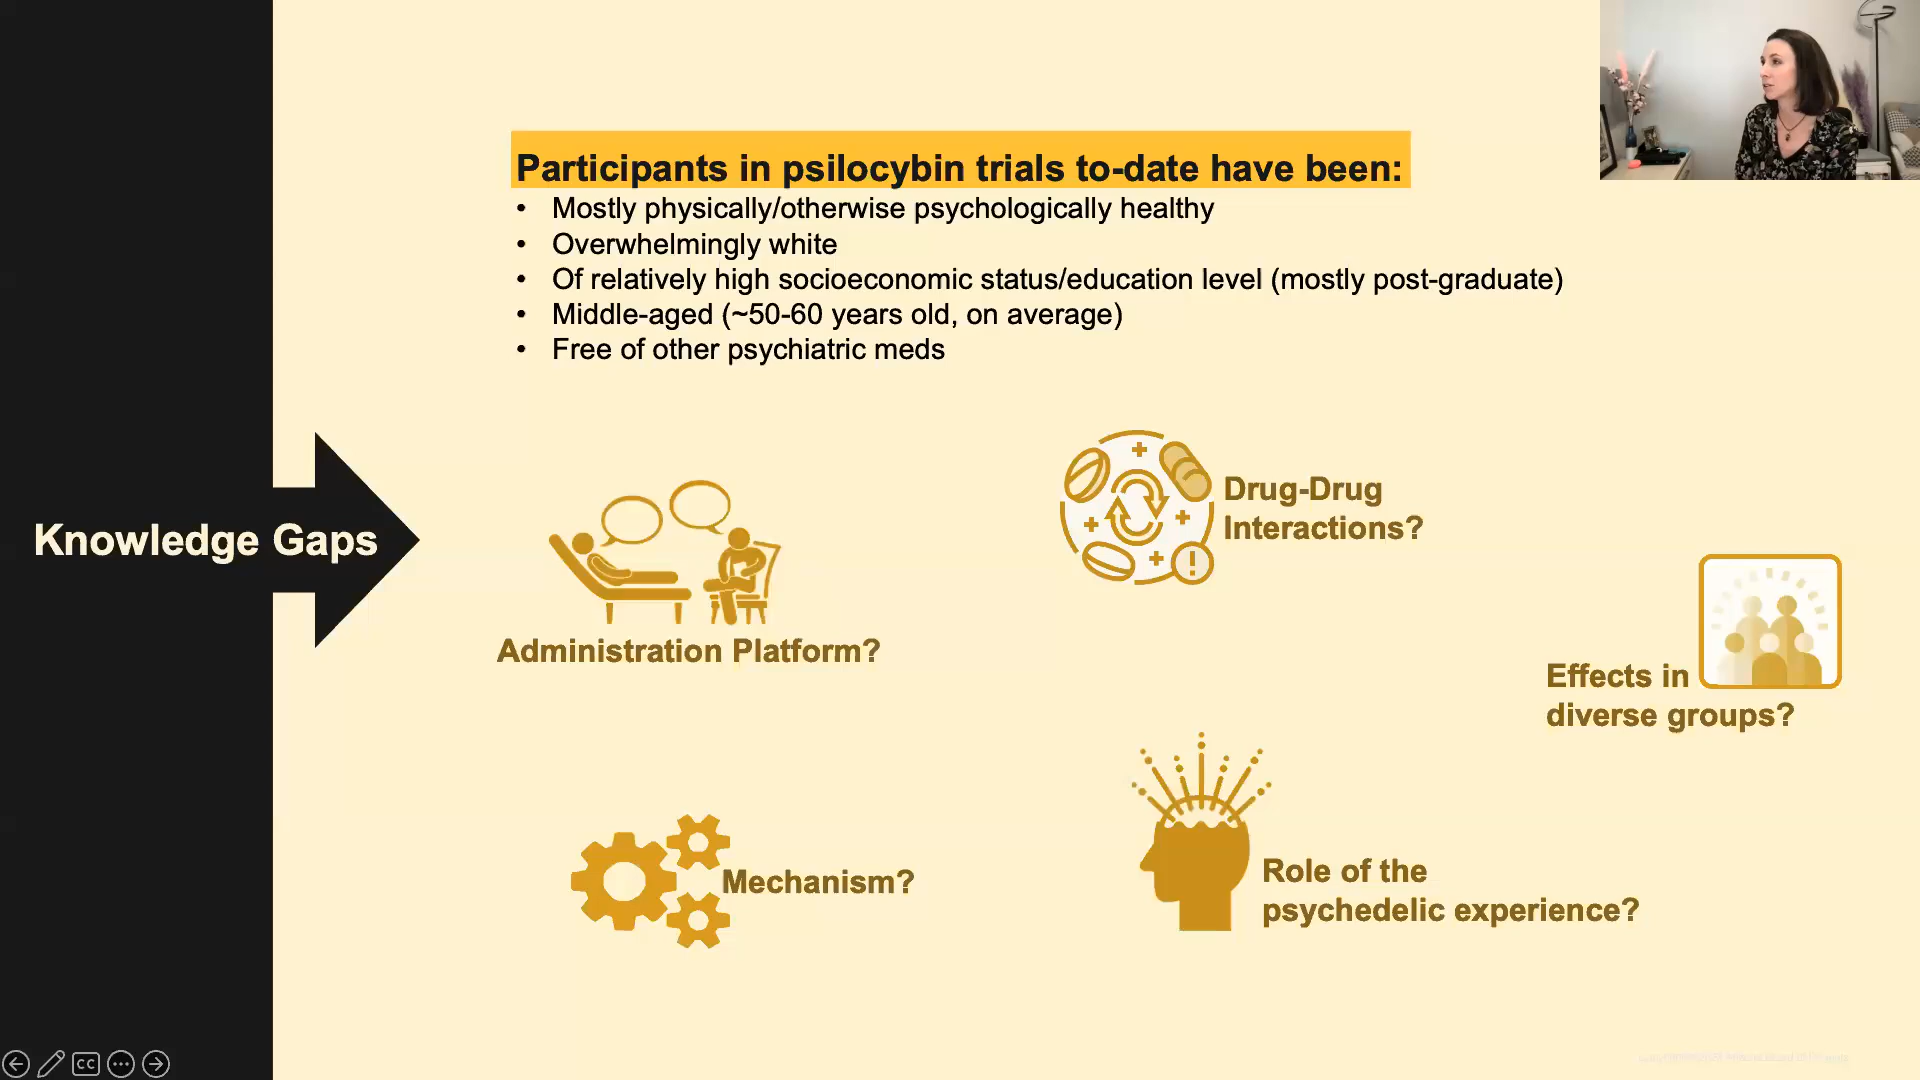 Participants in psilocybin trials to-date have been:
• Mostly physically/otherwise psychologically healthy
• Overwhelmingly white
• Of relatively high socioeconomic status/education level (mostly post-graduate)
• Middle-aged (~50-60 years old, on average)
• Free of other psychiatric meds
Knowledge Gaps
Drug-Drug
Interactions?
Administration Platform?
Effects in
diverse groups?
Mechanism?
Role of the
psychedelic experience?
CC